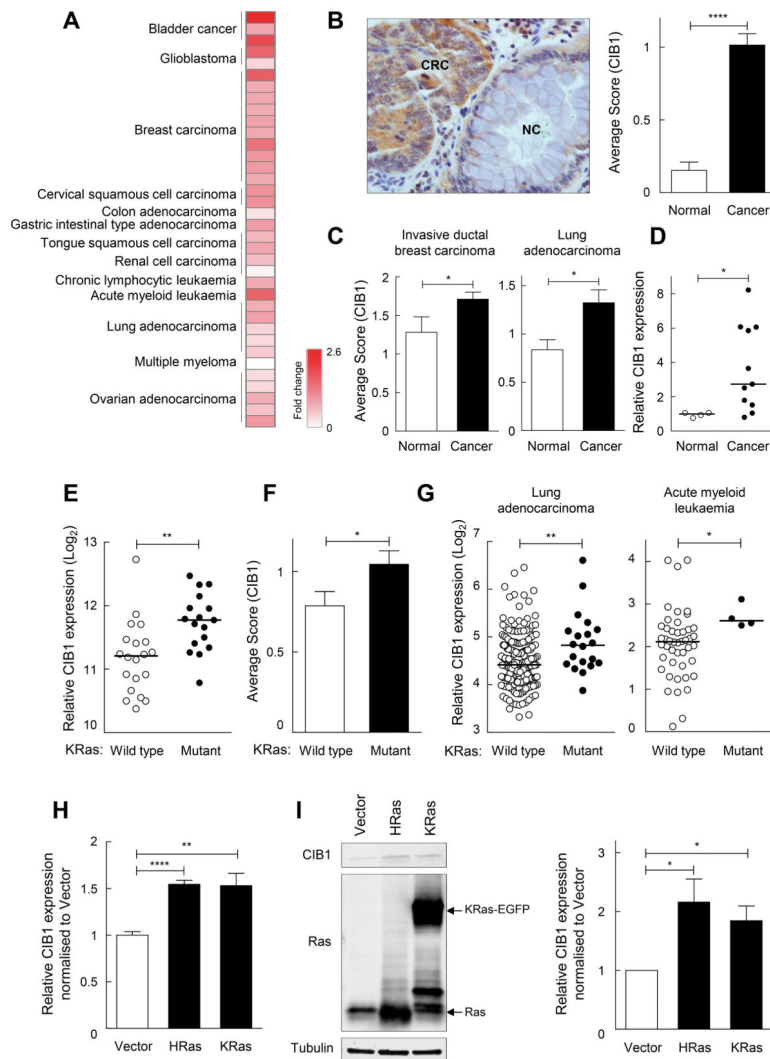 A
Bladder cancer
Glioblastoma
Breast carcinoma
Cervical squamous cell carcinoma
Colon adenocarcinoma
Gastric intestinal type adenocarcinoma
Tongue squamous cell carcinoma
Renal cell carcinoma
Chronic lymphocytic leukaemia
Acute myeloid leukaemia
Lung adenocarcinoma
Multiple myeloma
Ovarian adenocarcinoma
Fold change
2.6
0
B
CRC
NC
Average Score (CIB1)
****
1
0.5
0
Normal
Cancer
C
Invasive ductal
breast carcinoma
Average Score (CIB1)
*
2
1.5
1
0.5
0
Normal
Cancer
Lung
adenocarcinoma
*
1.5
1
0.5
0
Normal
Cancer
D
Relative CIB1 expression
*
8
6
4
2
0
Normal
Cancer
E
Relative CIB1 expression (Log2)
**
13
12
11
10
KRas: Wild type
Mutant
F
Average Score (CIB1)
*
1
0.5
0
KRas: Wild type
Mutant
G
Lung
adenocarcinoma
Relative CIB1 expression (Log2)
**
7
6
5
4
3
KRas: Wild type
Mutant
Acute myeloid
leukaemia
*
5
4
3
2
1
0
Wild type
Mutant
H
Relative CIB1 expression
normalised to Vector
**
****
2
1.5
1
0.5
0
Vector
HRas
KRas
I
Vector
HRas
KRas
CIB1
Ras
KRas-EGFP
Ras
Tubulin
Relative CIB1 expression
normalised to Vector
*
*
3
2
1
0
Vector
HRas
KRas